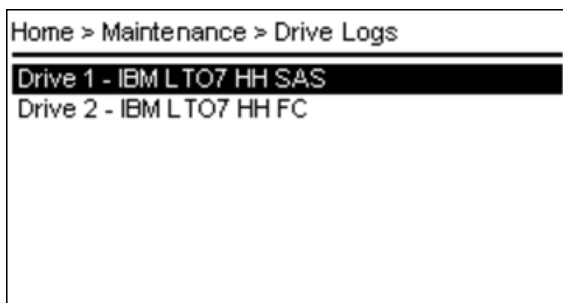 Home > Maintenance > Drive Logs
Drive 1 - IBM LTO7 HH SAS
Drive 2 - IBM LTO7 HH FC